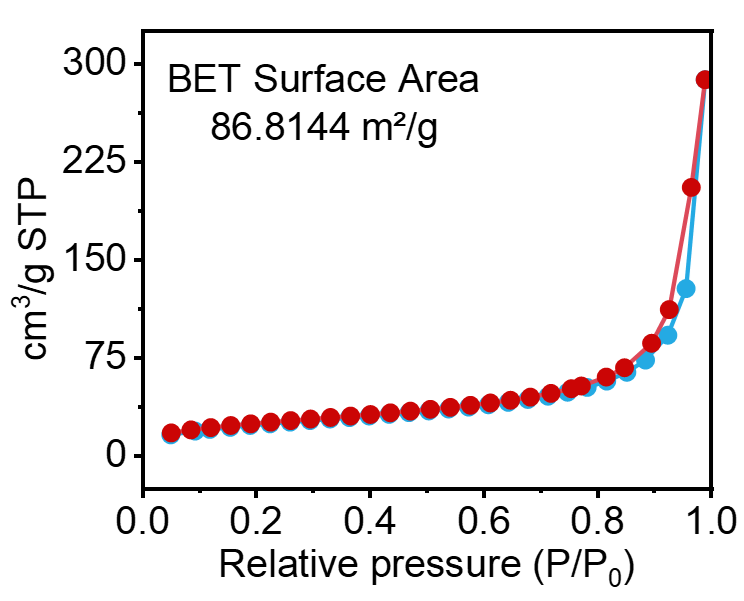 BET Surface Area
86.8144 m²/g
300
225
150
75
0
cm³/g STP
0.0 0.2 0.4 0.6 0.8 1.0
Relative pressure (P/P₀)